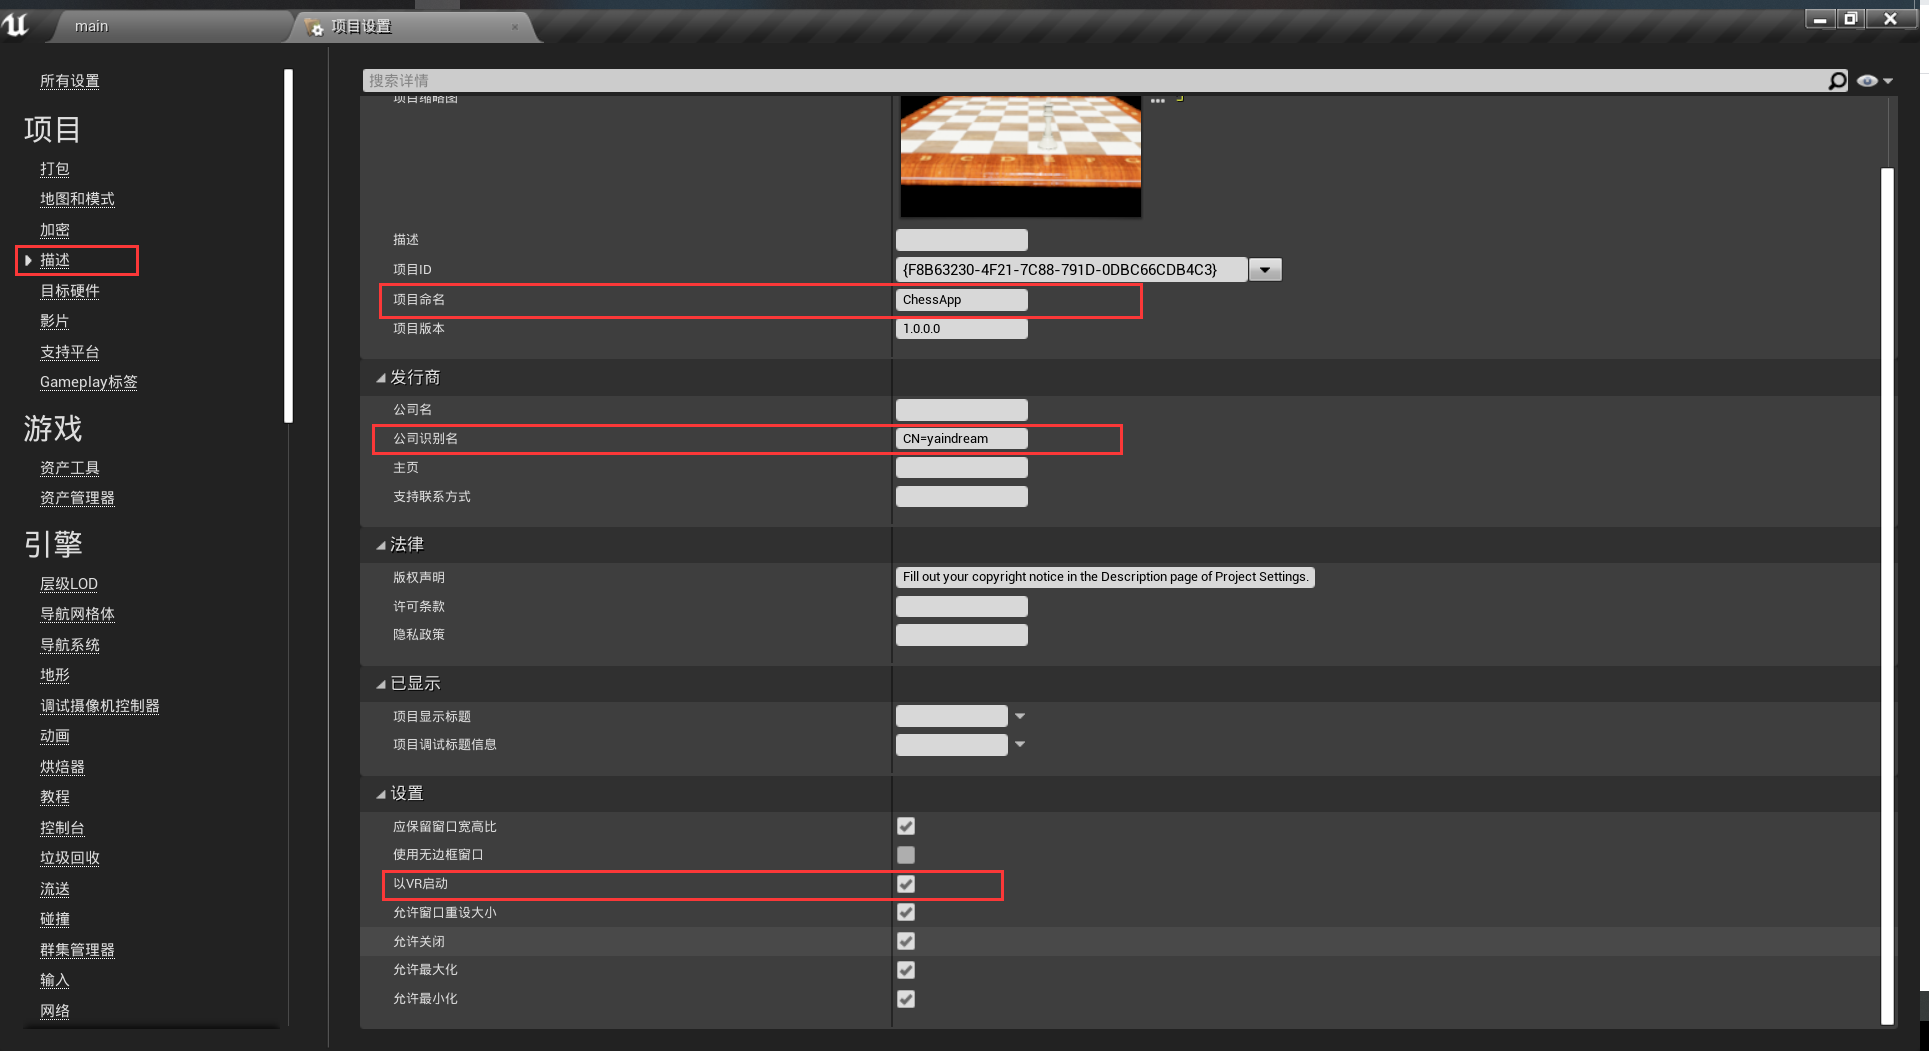 main
项目设置
所有设置
项目
打包
地图和模式
加密
描述
目标硬件
影片
支持平台
Gameplay标签
游戏
资产工具
资产管理器
引擎
层级LOD
导航网格体
导航系统
地形
调试摄像机控制器
动画
烘焙器
教程
控制台
垃圾回收
流送
碰撞
群集管理器
输入
网络
搜索详情
项目缩略图
B C D E F G
描述
项目ID {F8B63230-4F21-7C88-791D-0DBC66CDB4C3}
项目命名 ChessApp
项目版本 1.0.0.0
发行商
公司名
公司识别名 CN=yaindream
主页
支持联系方式
法律
版权声明 Fill out your copyright notice in the Description page of Project Settings.
许可条款
隐私政策
已显示
项目显示标题
项目调试标题信息
设置
应保留窗口宽高比
使用无边框窗口
以VR启动
允许窗口重设大小
允许关闭
允许最大化
允许最小化